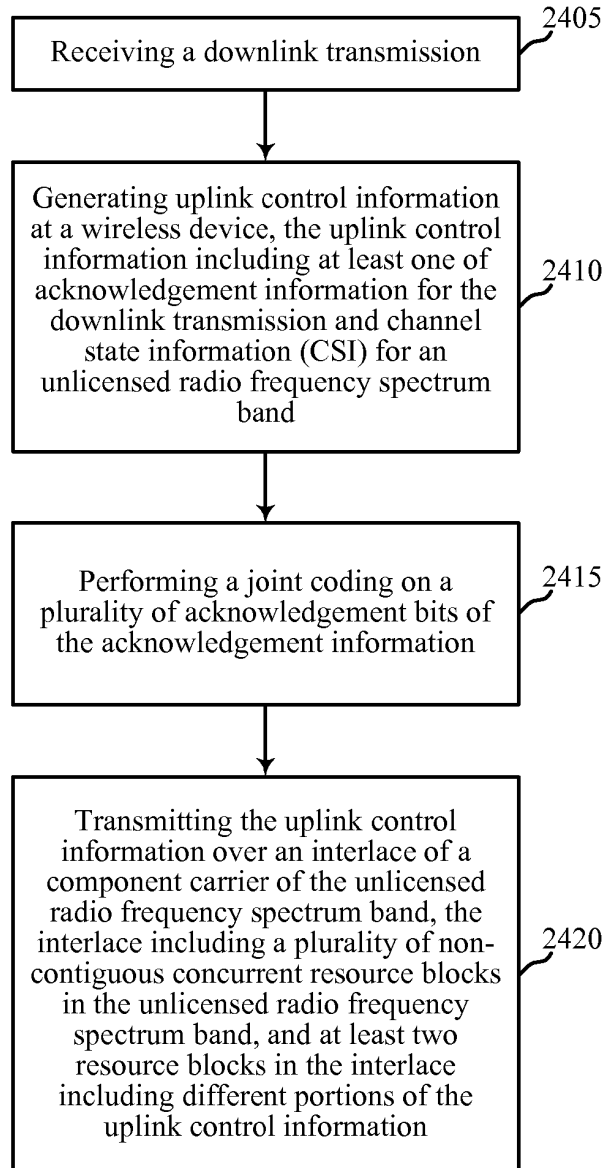 2405
Receiving a downlink transmission
2410
Generating uplink control information
at a wireless device, the uplink control
information including at least one of
acknowledgement information for the
downlink transmission and channel
state information (CSI) for an
unlicensed radio frequency spectrum
band
2415
Performing a joint coding on a
plurality of acknowledgement bits of
the acknowledgement information
2420
Transmitting the uplink control
information over an interlace of a
component carrier of the unlicensed
radio frequency spectrum band, the
interlace including a plurality of non-
contiguous concurrent resource blocks
in the unlicensed radio frequency
spectrum band, and at least two
resource blocks in the interlace
including different portions of the
uplink control information